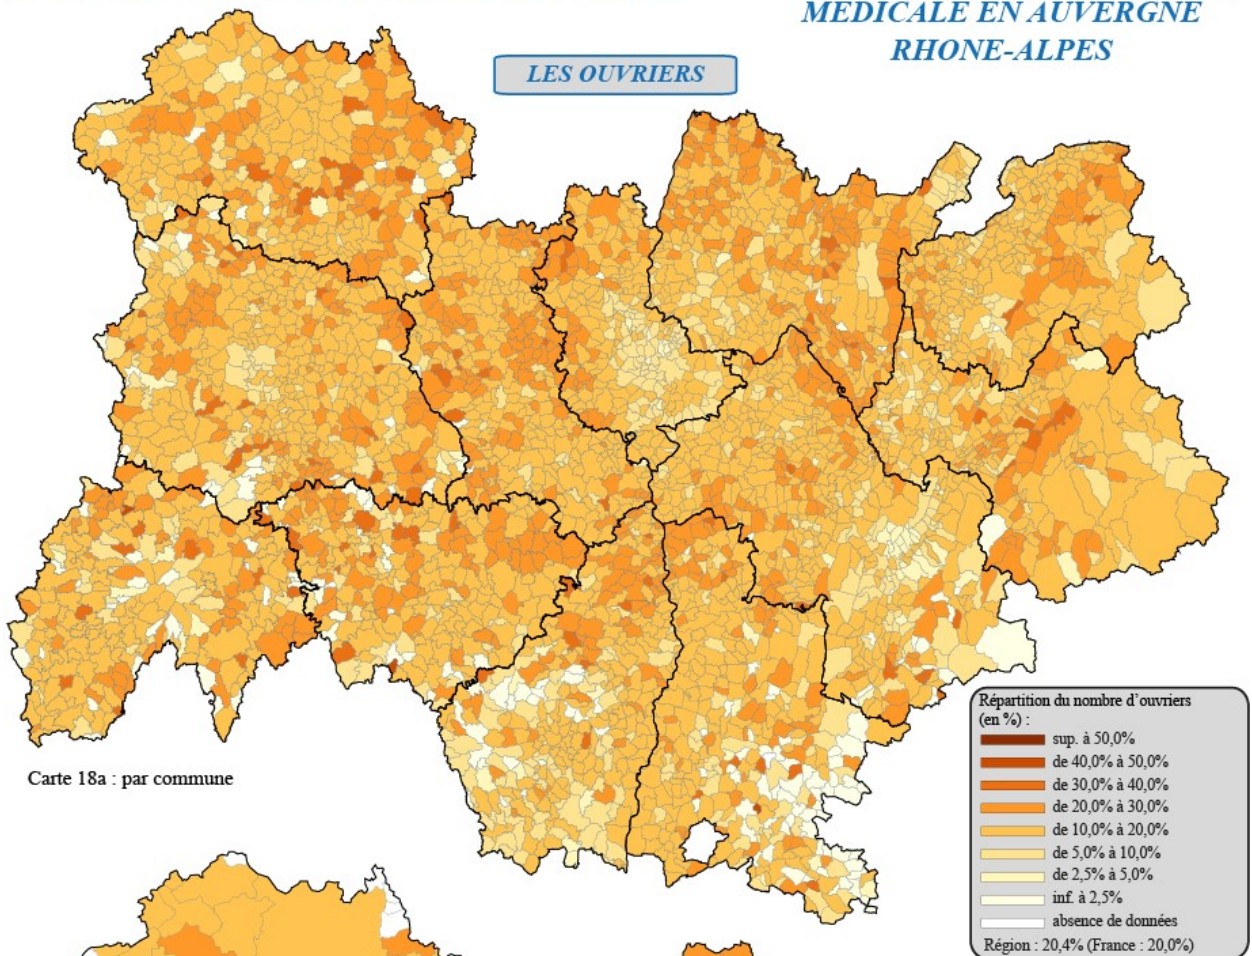 MEDICALE EN AUVERGNE
RHONE-ALPES
LES OUVRIERS
Carte 18a : par commune
Répartition du nombre d’ouvriers
(en %) :
sup. à 50,0%
de 40,0% à 50,0%
de 30,0% à 40,0%
de 20,0% à 30,0%
de 10,0% à 20,0%
de 5,0% à 10,0%
de 2,5% à 5,0%
inf. à 2,5%
absence de données
Région : 20,4% (France : 20,0%)